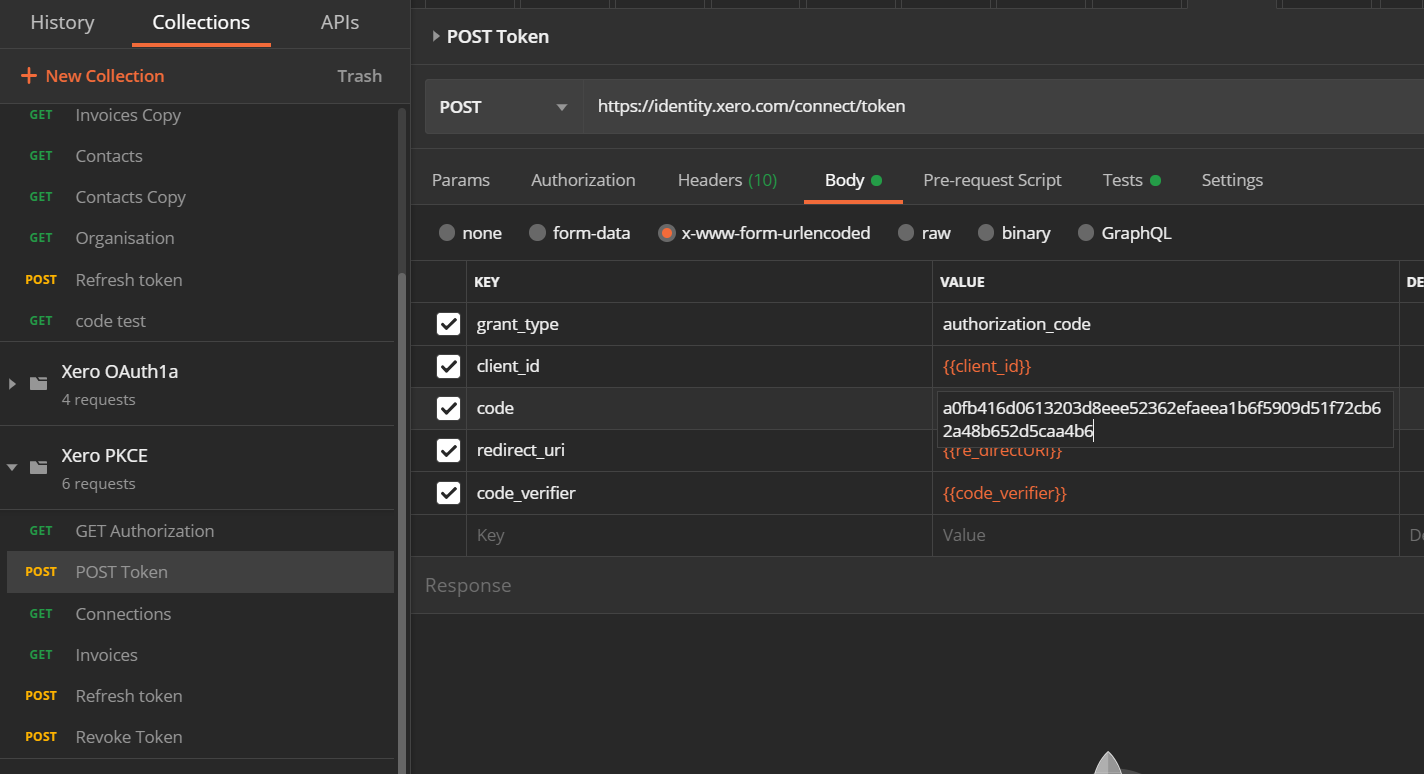 History Collections APIs
+ New Collection Trash
GET Invoices Copy
GET Contacts
GET Contacts Copy
GET Organisation
POST Refresh token
GET code test
Xero OAuth1a
4 requests
Xero PKCE
6 requests
GET GET Authorization
POST POST Token
GET Connections
GET Invoices
POST Refresh token
POST Revoke Token
POST Token
POST https://identity.xero.com/connect/token
Params Authorization Headers (10) Body Pre-request Script Tests Settings
none form-data x-www-form-urlencoded raw binary GraphQL
KEY VALUE DE
grant_type authorization_code
client_id {{client_id}}
code a0fb416d0613203d8eee52362efaeea1b6f5909d51f72cb6
2a48b652d5caa4b6
redirect_uri {{re_directURI}}
code_verifier {{code_verifier}}
Key Value De
Response